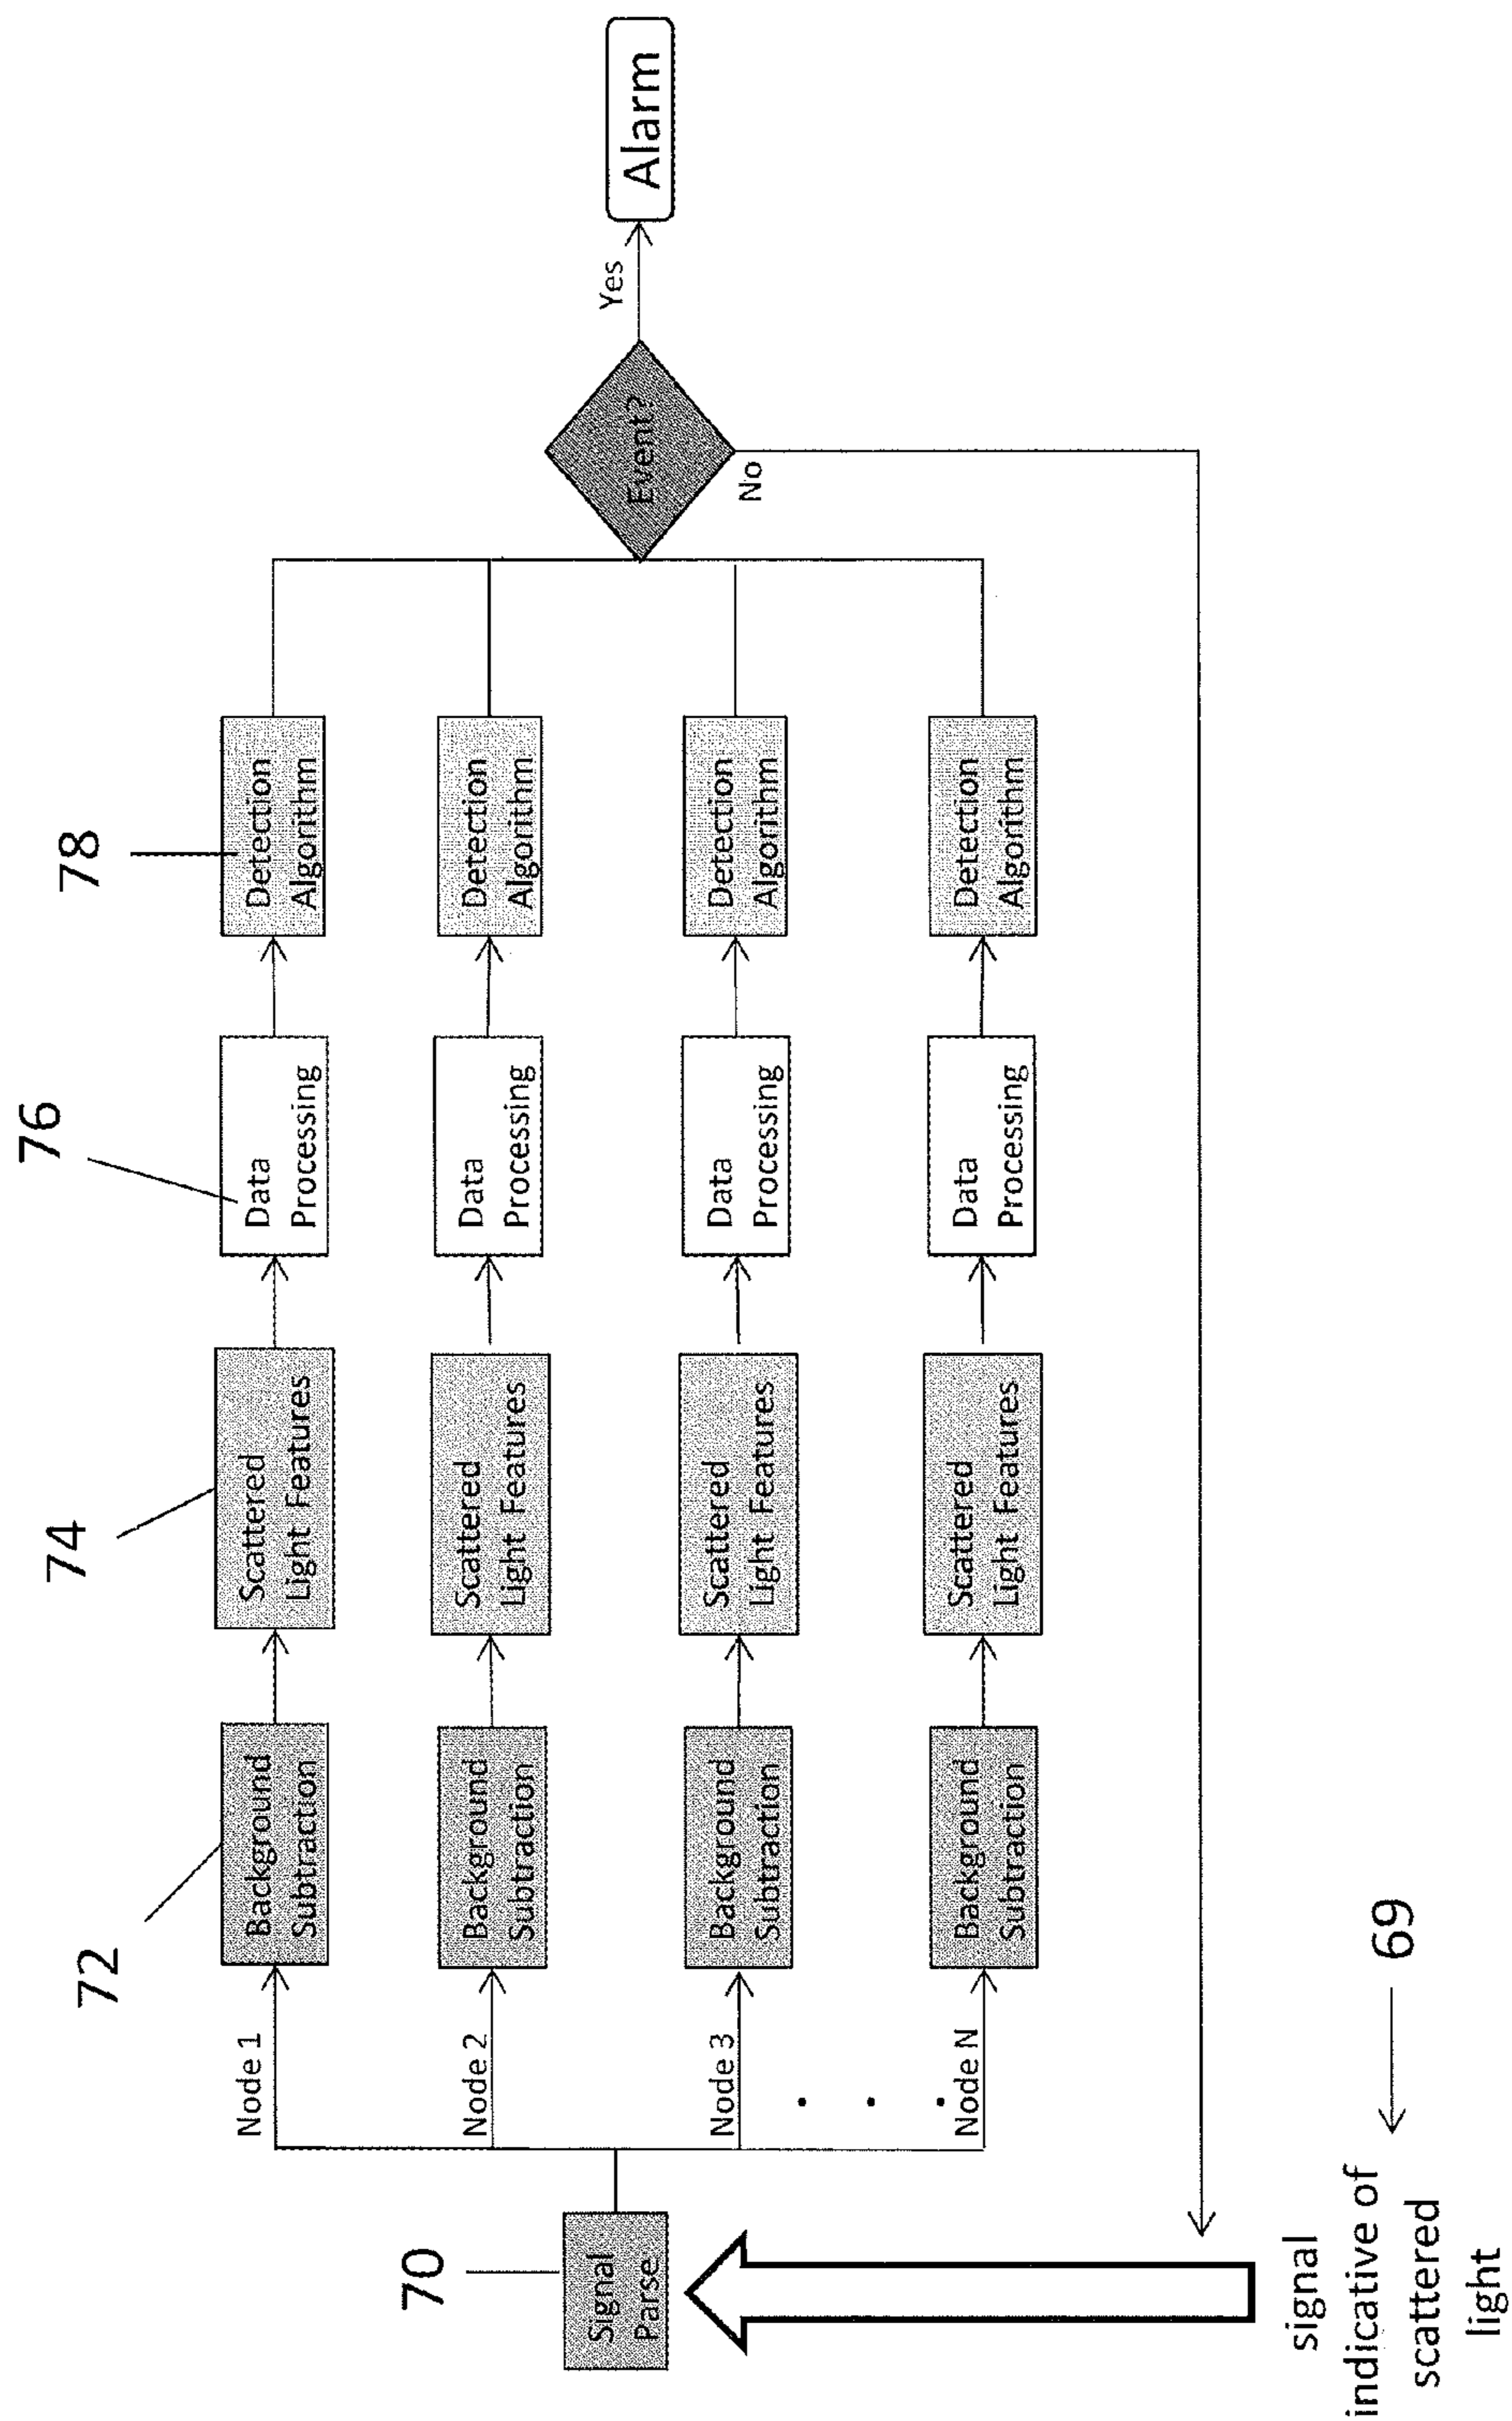 72
74
76
78
Node 1
Background
Subtraction
Scattered
Light Features
Data
Processing
Detection
Algorithm
Node 2
Background
Subtraction
Scattered
Light Features
Data
Processing
Detection
Algorithm
70
Signal
Parse
Event?
Yes
Alarm
No
Node 3
Background
Subtraction
Scattered
Light Features
Data
Processing
Detection
Algorithm
. . .
Node N
Background
Subtraction
Scattered
Light Features
Data
Processing
Detection
Algorithm
signal
indicative of
scattered
light
69